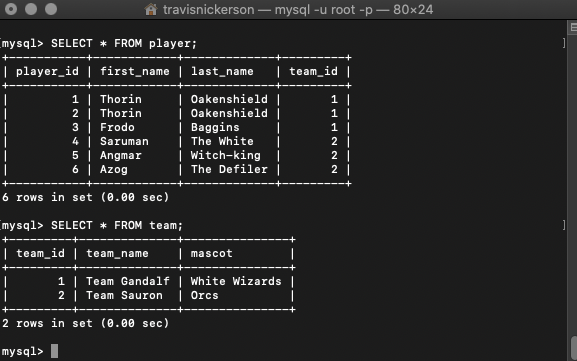 travisnickerson — mysql -u root -p — 80×24
[mysql> SELECT * FROM player; ]
+-----------+------------+--------------+---------+
| player_id | first_name | last_name    | team_id |
+-----------+------------+--------------+---------+
|         1 | Thorin     | Oakenshield  |       1 |
|         2 | Thorin     | Oakenshield  |       1 |
|         3 | Frodo      | Baggins      |       1 |
|         4 | Saruman    | The White    |       2 |
|         5 | Angmar     | Witch-king   |       2 |
|         6 | Azog       | The Defiler  |       2 |
+-----------+------------+--------------+---------+
6 rows in set (0.00 sec)
[mysql> SELECT * FROM team; ]
+---------+--------------+---------------+
| team_id | team_name    | mascot        |
+---------+--------------+---------------+
|       1 | Team Gandalf | White Wizards |
|       2 | Team Sauron  | Orcs          |
+---------+--------------+---------------+
2 rows in set (0.00 sec)
mysql>